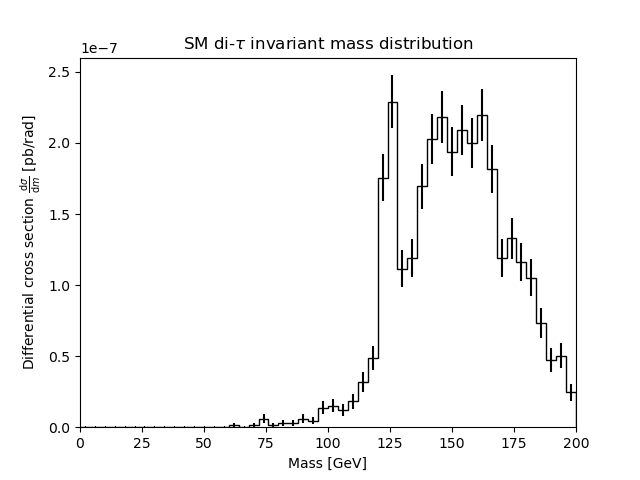 SM di-τ invariant mass distribution
1e−7
2.5
2.0
1.5
1.0
0.5
0.0
Differential cross section dσ/dm [pb/rad]
0 25 50 75 100 125 150 175 200
Mass [GeV]